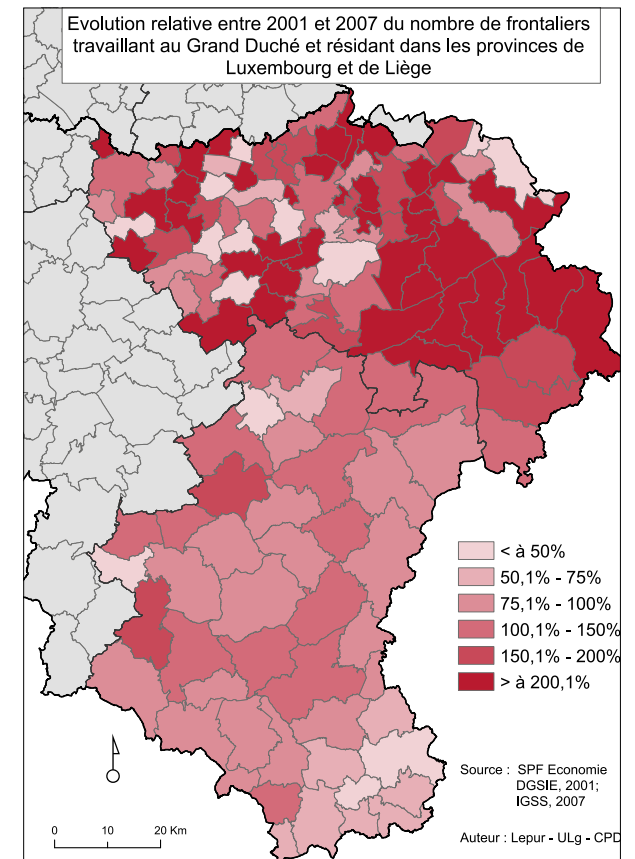 Evolution relative entre 2001 et 2007 du nombre de frontaliers
travaillant au Grand Duché et résidant dans les provinces de
Luxembourg et de Liège
< à 50%
50,1% - 75%
75,1% - 100%
100,1% - 150%
150,1% - 200%
> à 200,1%
Source : SPF Economie
DGSIE, 2001;
IGSS, 2007
0 10 20 Km
Auteur : Lepur - ULg - CPD